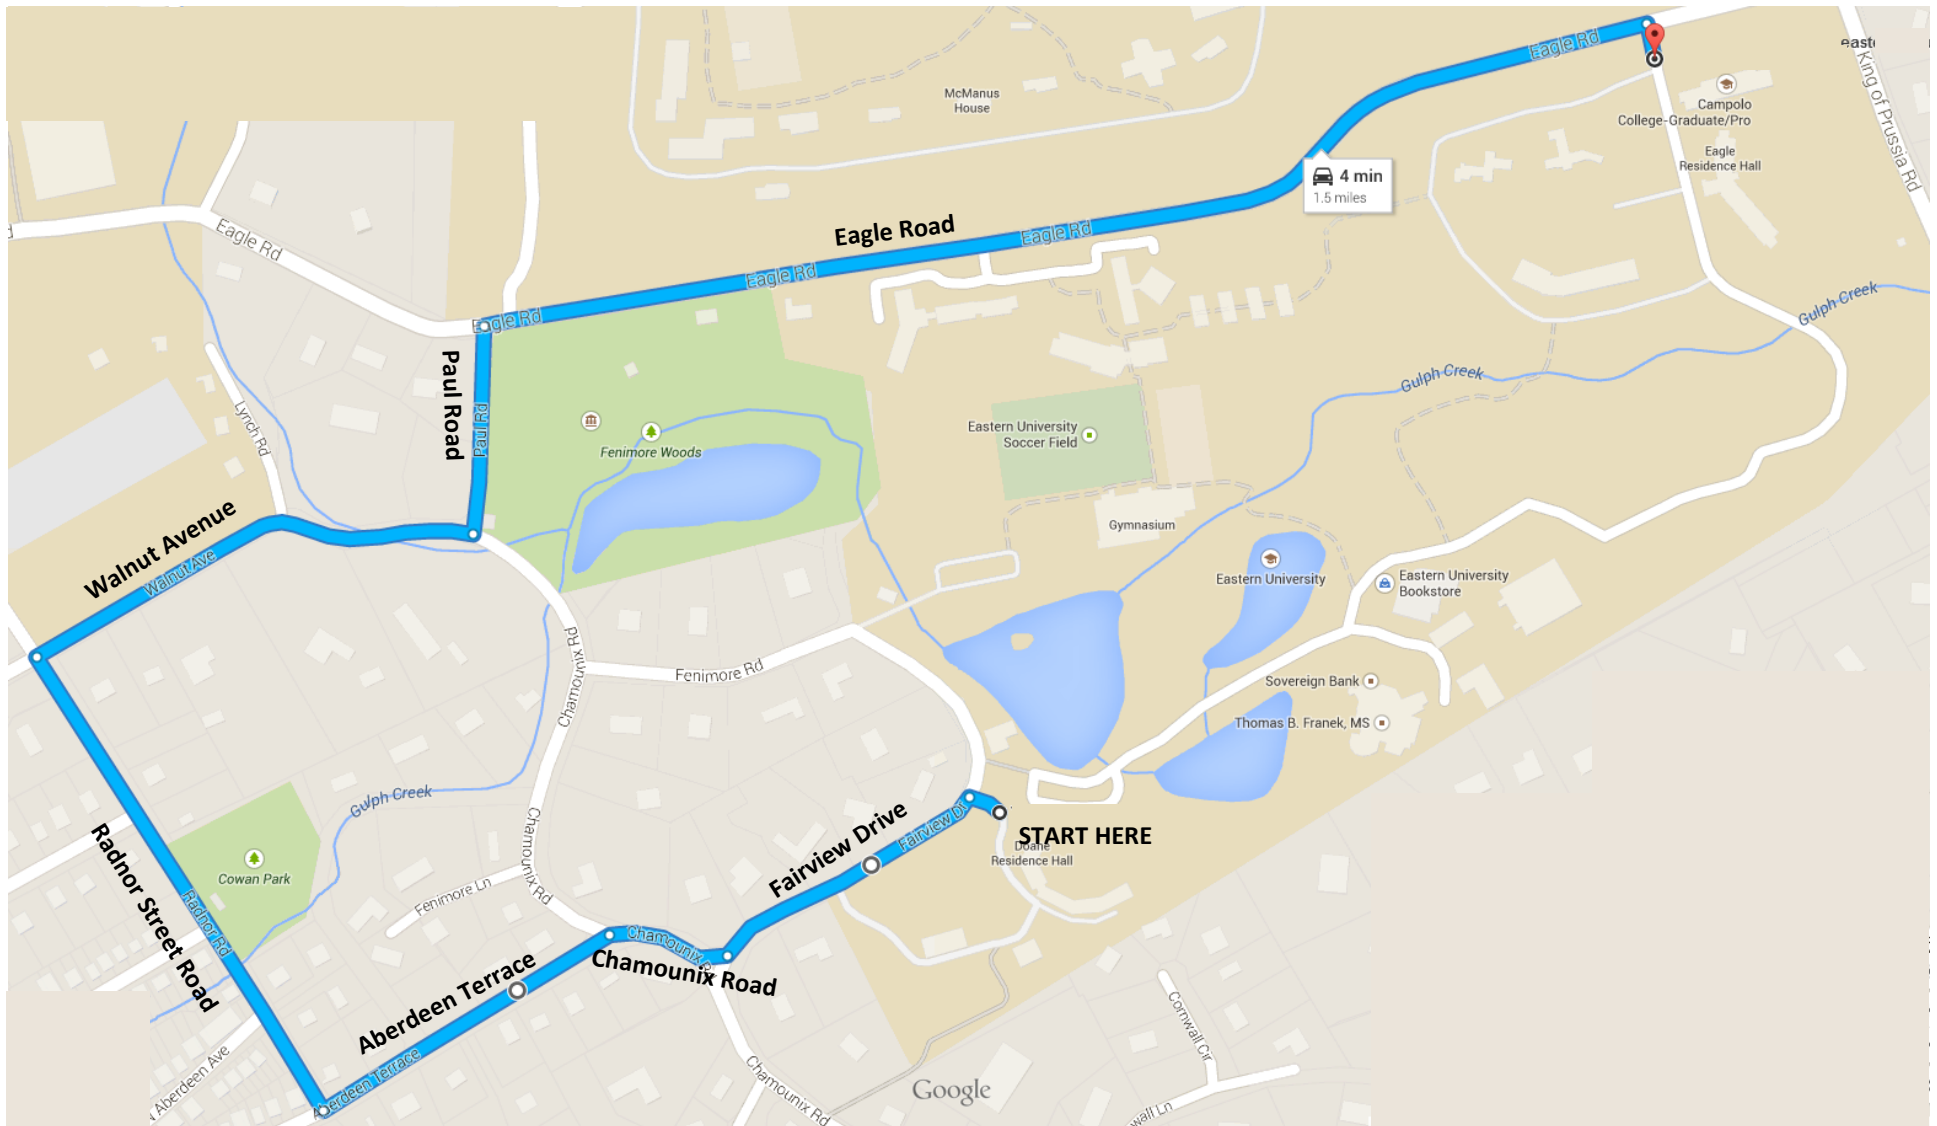 Eagle Rd
east
King of Prussia Rd
McManus
House
Campolo
College-Graduate/Pro
Eagle
Residence Hall
4 min
1.5 miles
Eagle Road
Eagle Rd
Eagle Rd
Eagle Rd
Eagle Rd
Gulph Creek
Paul Road
Paul Rd
Lynch Rd
Gulph Creek
Fenimore Woods
Eastern University
Soccer Field
Walnut Avenue
Walnut Ave
Gymnasium
Eastern University
Eastern University
Bookstore
Chamounix Rd
Fenimore Rd
Sovereign Bank
Thomas B. Franek, MS
Gulph Creek
Chamounix Rd
Fairview Drive
Fairview Dr
START HERE
Doane
Residence Hall
Cowan Park
Fenimore Ln
Radnor Street Road
Radnor Rd
Chamounix R
Chamounix Road
Aberdeen Terrace
Aberdeen Terrace
N Aberdeen Ave
Chamounix Rd
Cornwall Cir
wall Ln
Google